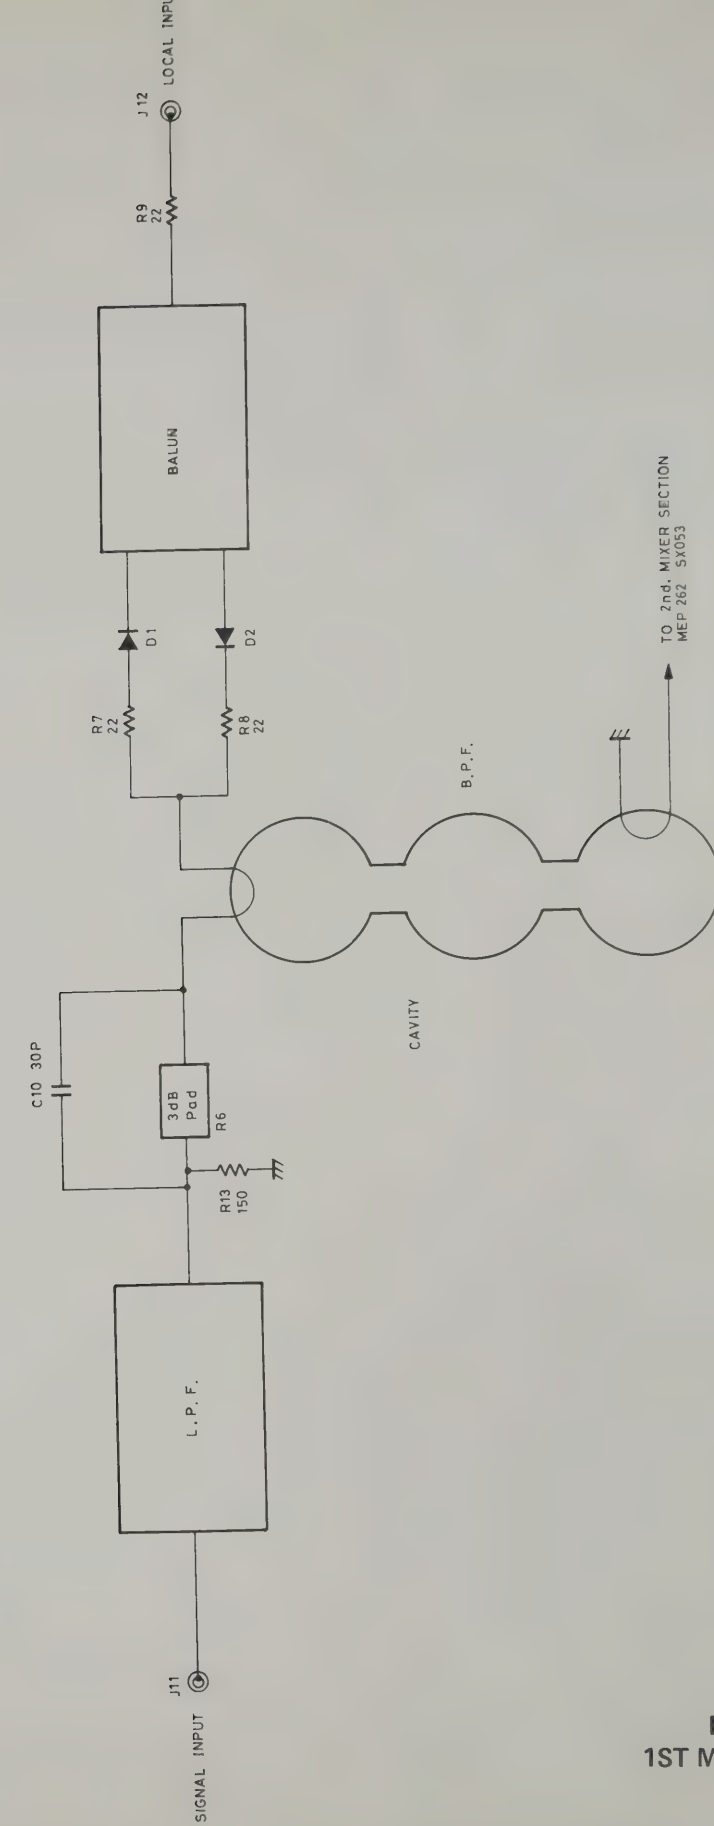 SIGNAL INPUT
J11
L.P.F.
R13
150
3dB
Pad
R6
C10 30P
CAVITY
B.P.F.
TO 2nd. MIXER SECTION
MEP 262 SX053
R7
22
R8
22
D1
D2
BALUN
R9
22
J12
LOCAL
1ST